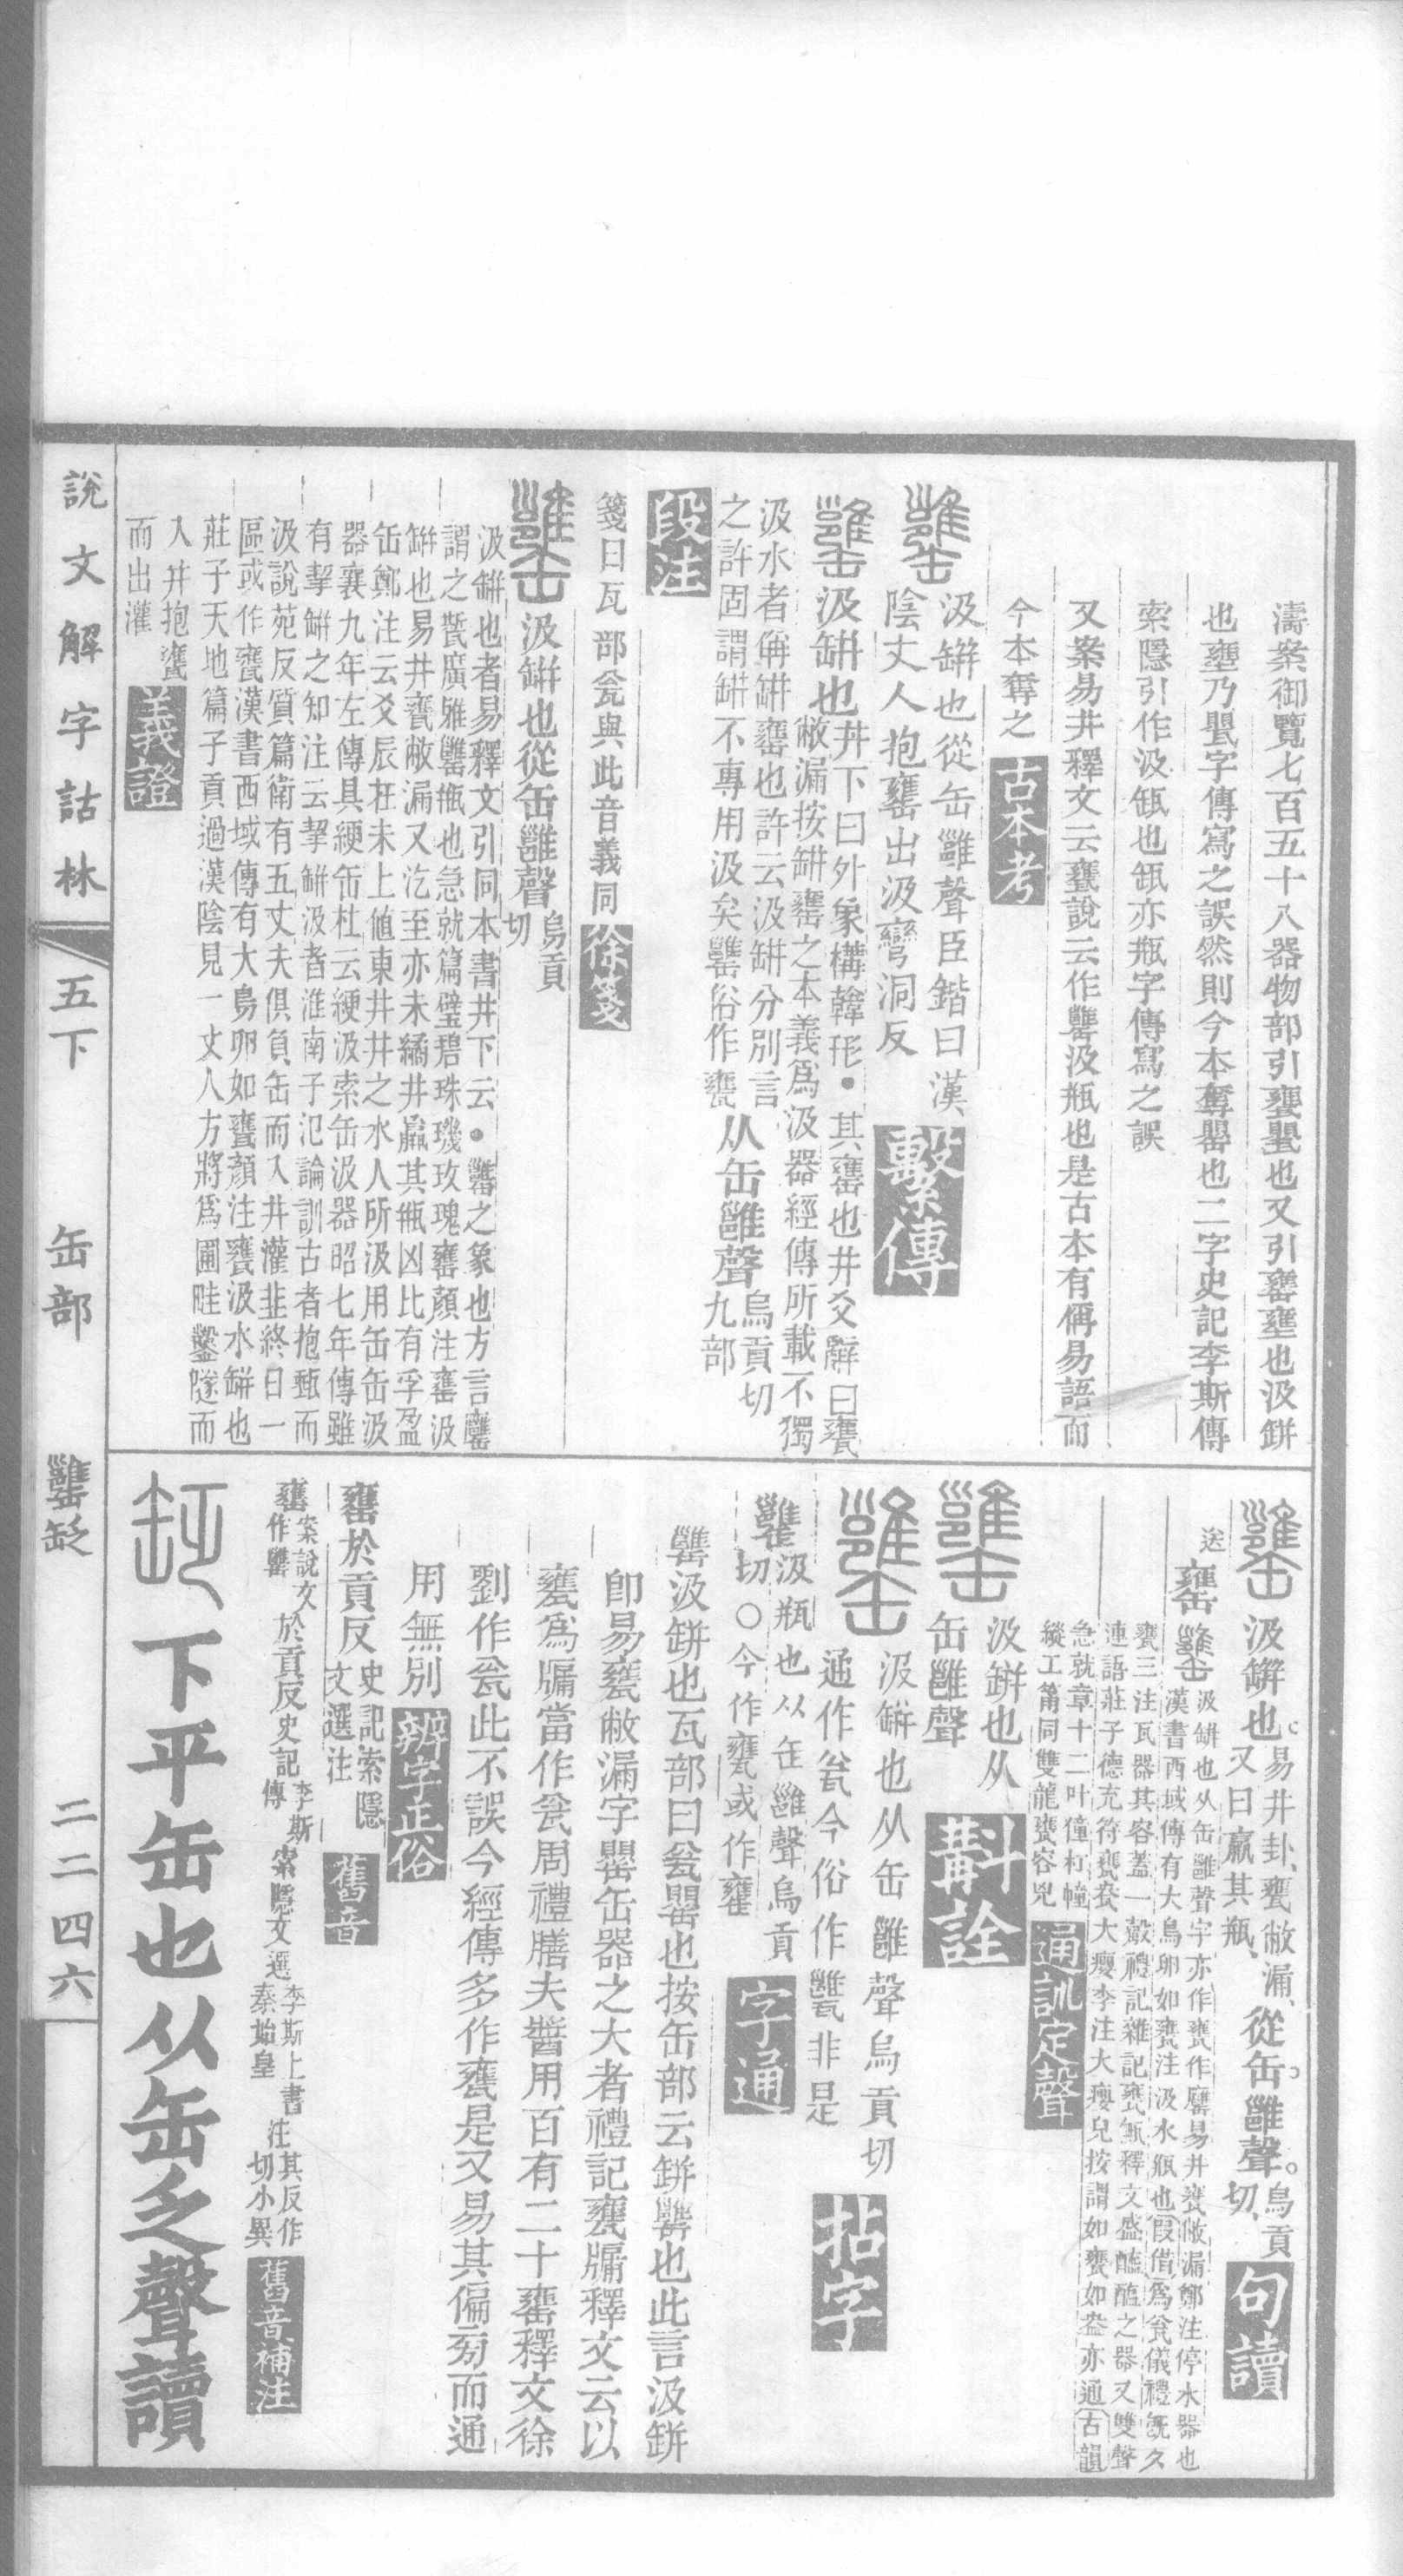 濤案御覽七百五十八器物部引甕甖也又引罋壅也汲缾
也壅乃甖字傳寫之誤然則今本奪罌也二字史記李斯傳
索隱引作汲瓴也瓴亦瓶字傳寫之誤
又案易井釋文云甕說云作罋汲瓶也是古本有偁易語而
今本奪之 古本考
汲缾也從缶雝聲臣鍇曰漢
陰丈人抱罋出汲彎洞反 繫傳
汲缾也
井下曰外象構韓形•其罋也井爻辭曰甕
敝漏按缾罋之本義爲汲器經傳所載不獨
汲水者偁缾罋也許云汲缾分別言
之許固謂缾不專用汲矣罋俗作甕
从缶雝聲
烏貢切
九部
段注
箋曰瓦部瓮與此音義同 徐箋
汲缾也從缶雝聲
烏貢
切
汲缾也者易釋文引同本書井下云•罋之象也方言罋
謂之甇廣雅罋瓶也急就篇璧碧珠璣玫瑰罋顏注罋汲
缾也易井甕敝漏又汔至亦未繘井羸其瓶凶比有孚盈
缶鄭注云爻辰在未上値東井井之水人所汲用缶缶汲
器襄九年左傳具綆缶杜云綆汲索缶汲器昭七年傳雖
有挈缾之知注云挈缾汲者淮南子氾論訓古者抱甀而
汲說苑反質篇衛有五丈夫俱負缶而入井灌韭終日一
區或作甕漢書西域傳有大鳥卵如甕顏注甕汲水缾也
莊子天地篇子貢過漢陰見一丈人方將爲圃畦鑿隧而
入井抱甕
而出灌
義證
說文解字詁林 五下 缶部 罋缺 二二四六
汲缾也
易井卦、甕敝漏、
又曰羸其瓶、
從缶雝聲。
烏貢
切、
句讀
送 罋
汲缾也从缶雝聲字亦作甕作廱易井甕敝漏鄭注停水器也
漢書西域傳有大鳥卵如甕注汲水瓶也假借爲瓮儀禮旣夕
甕三注瓦器其容蓋一觳禮記雜記甕甒釋文盛醯醢之器又雙聲
連語莊子德充符甕㼜大癭李注大癭皃按謂如甕如盎亦通古韻
急就章十二叶僮杠幢
縱工筩同雙龍甕容兇
通訓定聲
汲缾也从
缶雝聲
斠詮
汲缾也从缶雝聲烏貢切
通作瓮今俗作甕非是
拈字
罋
汲瓶也从缶雝聲烏貢
切〇今作甕或作罋
字通
罋汲缾也瓦部曰瓮罌也按缶部云缾罋也此言汲缾
卽易甕敝漏字罌缶器之大者禮記甕牖釋文云以
甕爲牖當作瓮周禮膳夫醬用百有二十罋釋文徐
劉作瓮此不誤今經傳多作甕是又易其偏旁而通
用無別 辨字正俗
罋於貢反
史記索隱
文選注
舊音
罋
案說文
作罋
於貢反史記
李斯
傳
索隱文選
李斯上書
秦始皇
注
其反作
切小異
舊音補注
下平缶也从缶乏聲讀